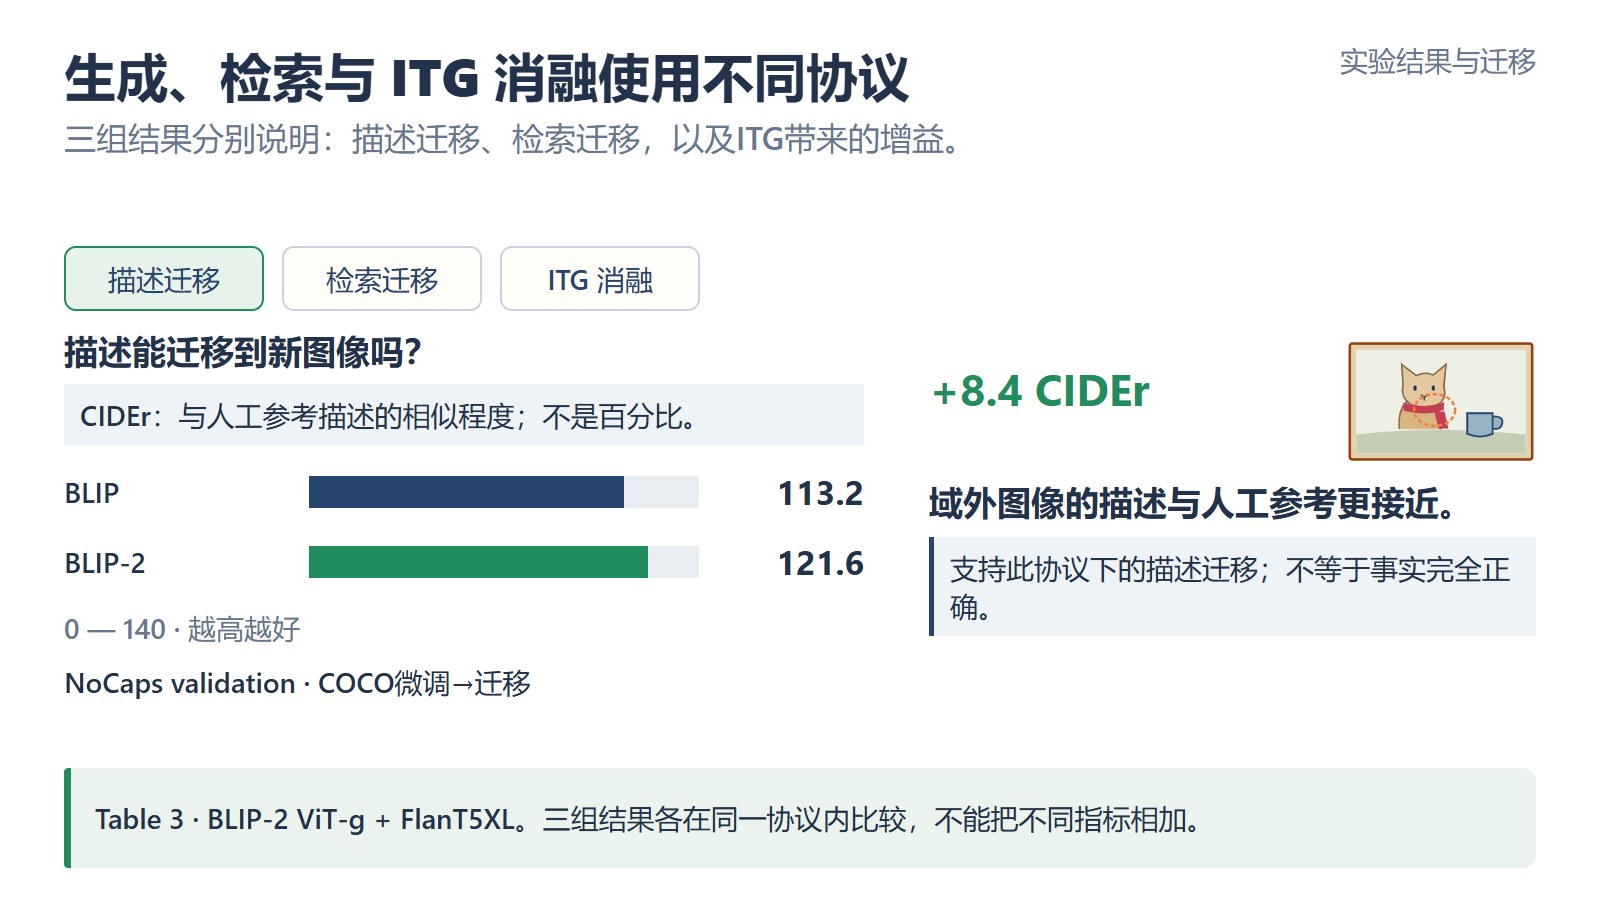 生成、检索与 ITG 消融使用不同协议
实验结果与迁移
三组结果分别说明：描述迁移、检索迁移，以及ITG带来的增益。
描述迁移
检索迁移
ITG 消融
描述能迁移到新图像吗？
CIDEr：与人工参考描述的相似程度；不是百分比。
BLIP
113.2
BLIP-2
121.6
0 — 140 · 越高越好
NoCaps validation · COCO微调→迁移
+8.4 CIDEr
域外图像的描述与人工参考更接近。
支持此协议下的描述迁移；不等于事实完全正
确。
Table 3 · BLIP-2 ViT-g + FlanT5XL。三组结果各在同一协议内比较，不能把不同指标相加。